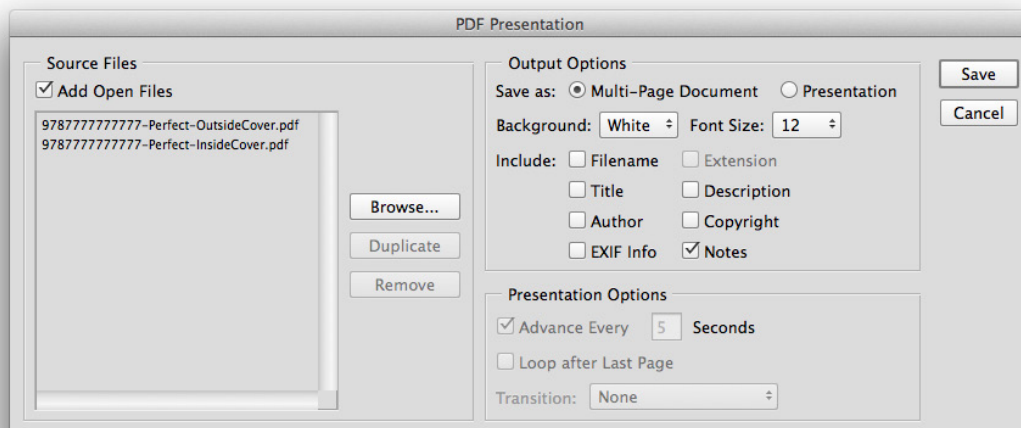 PDF Presentation
Source Files
Add Open Files
9787777777777-Perfect-OutsideCover.pdf
9787777777777-Perfect-InsideCover.pdf
Browse...
Duplicate
Remove
Output Options
Save as: Multi-Page Document Presentation
Background: White Font Size: 12
Include: Filename Extension
Title Description
Author Copyright
EXIF Info Notes
Presentation Options
Advance Every 5 Seconds
Loop after Last Page
Transition: None
Save
Cancel